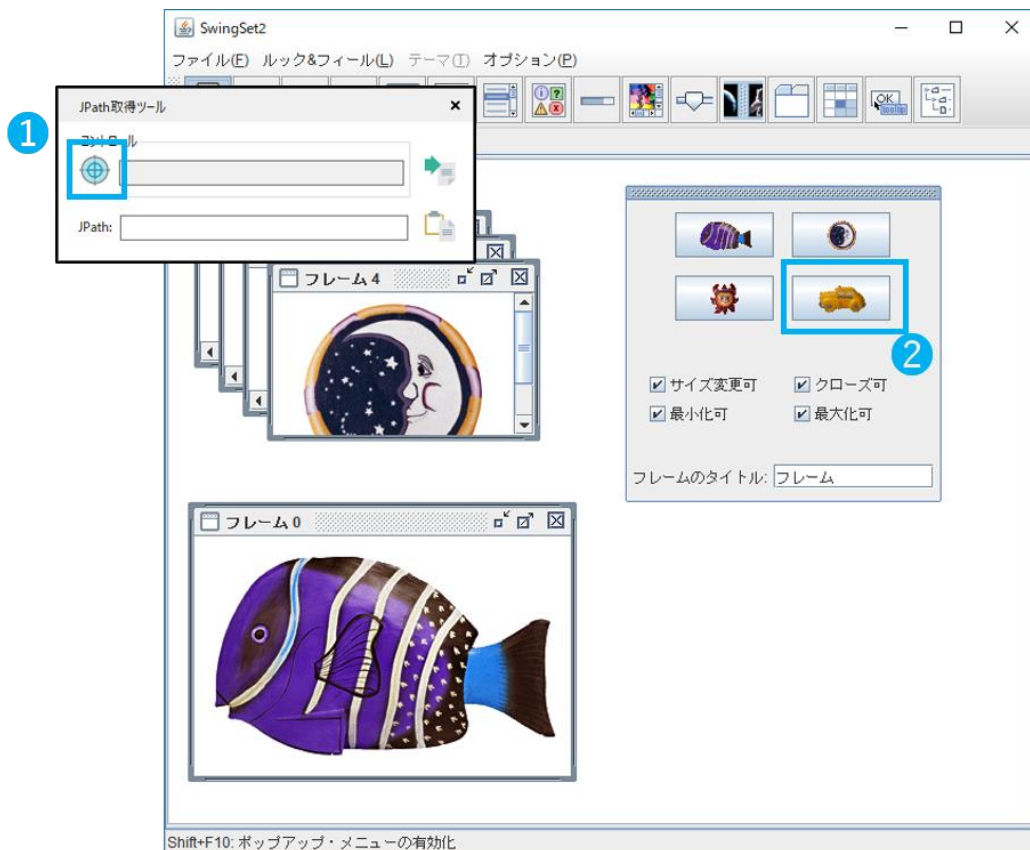 SwingSet2
ファイル(F) ルック&フィール(L) テーマ(T) オプション(P)
OK
JPath取得ツール
コントロール
1
JPath:
フレーム 4
2
サイズ変更可 クローズ可
最小化可 最大化可
フレームのタイトル: フレーム
フレーム 0
Shift+F10: ポップアップ・メニューの有効化